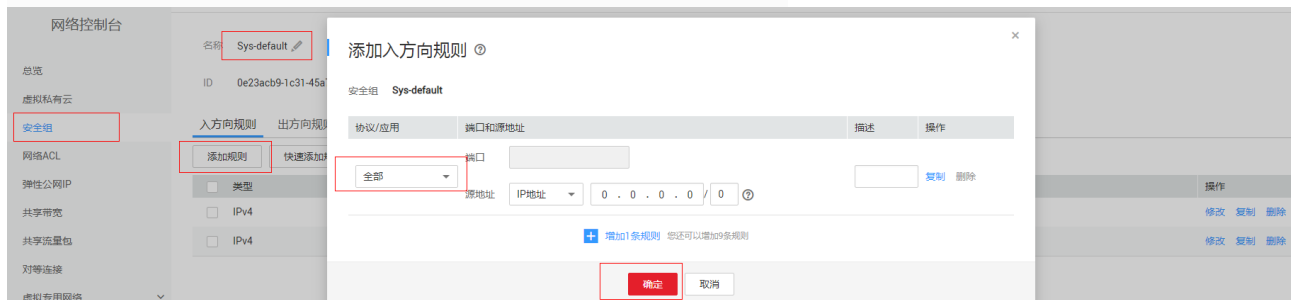 网络控制台
总览
虚拟私有云
安全组
网络ACL
弹性公网IP
共享带宽
共享流量包
对等连接
虚拟专用网络
名称 Sys-default
ID 0e23acb9-1c31-45a
入方向规则 出方向规则
添加规则 快速添加
类型 操作
IPv4 修改 复制 删除
IPv4 修改 复制 删除
添加入方向规则 ?
×
安全组 Sys-default
协议/应用 端口和源地址 描述 操作
端口
全部 复制 删除
源地址 IP地址 0 . 0 . 0 . 0 / 0 ?
+ 增加1条规则 您还可以增加9条规则
确定 取消